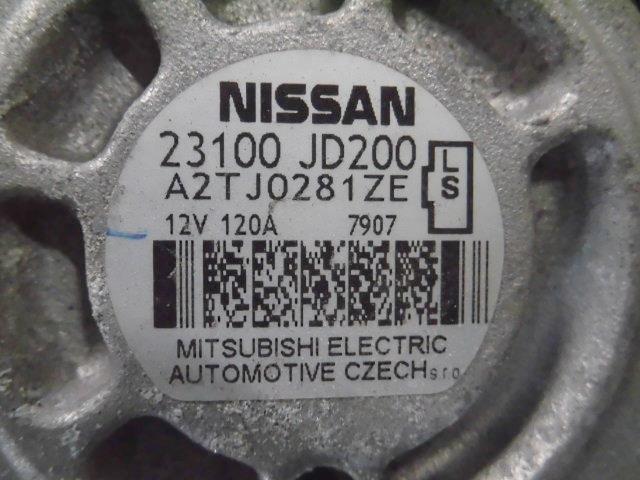 NISSAN
23100 JD200
A2TJ0281ZE
L
S
12V 120A 7907
MITSUBISHI ELECTRIC
AUTOMOTIVE CZECH s.r.o.